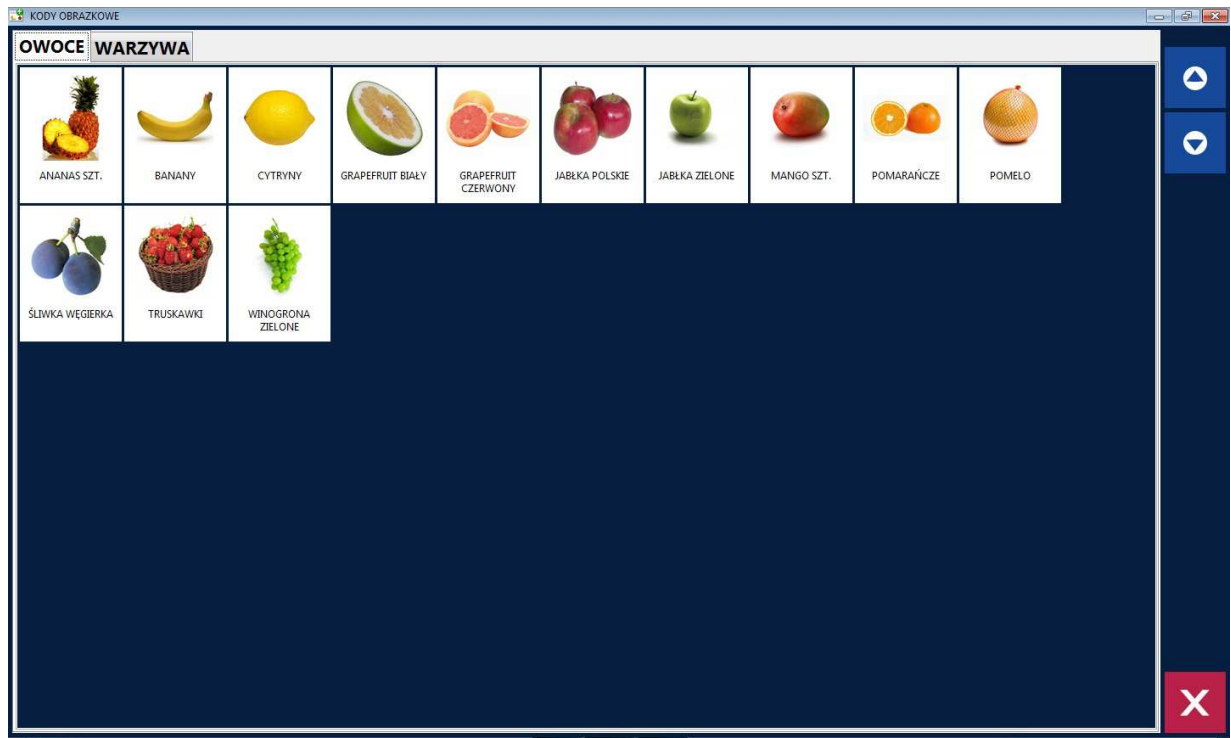 KODY OBRAZKOWE
OWOCE WARZYWA
ANANAS SZT.
BANANY
CYTRYNY
GRAPEFRUIT BIAŁY
GRAPEFRUIT
CZERWONY
JABŁKA POLSKIE
JABŁKA ZIELONE
MANGO SZT.
POMARAŃCZE
POMELO
ŚLIWKA WĘGIERKA
TRUSKAWKI
WINOGRONA
ZIELONE